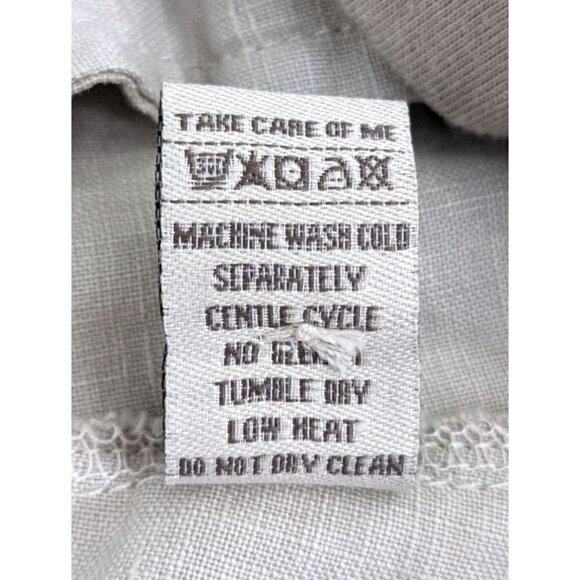 TAKE CARE OF ME
30
MACHINE WASH COLD
SEPARATELY
GENTLE CYCLE
NO
TUMBLE DRY
LOW HEAT
DO NOT DRY CLEAN